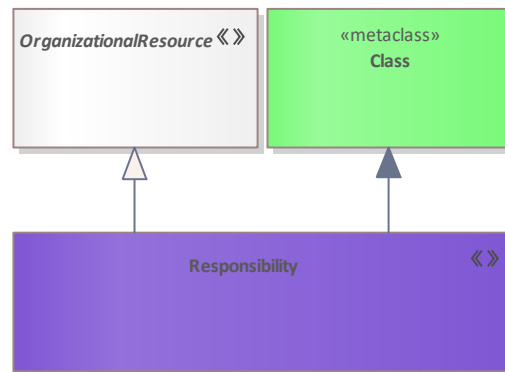 OrganizationalResource «»
«metaclass»
Class
Responsibility «»